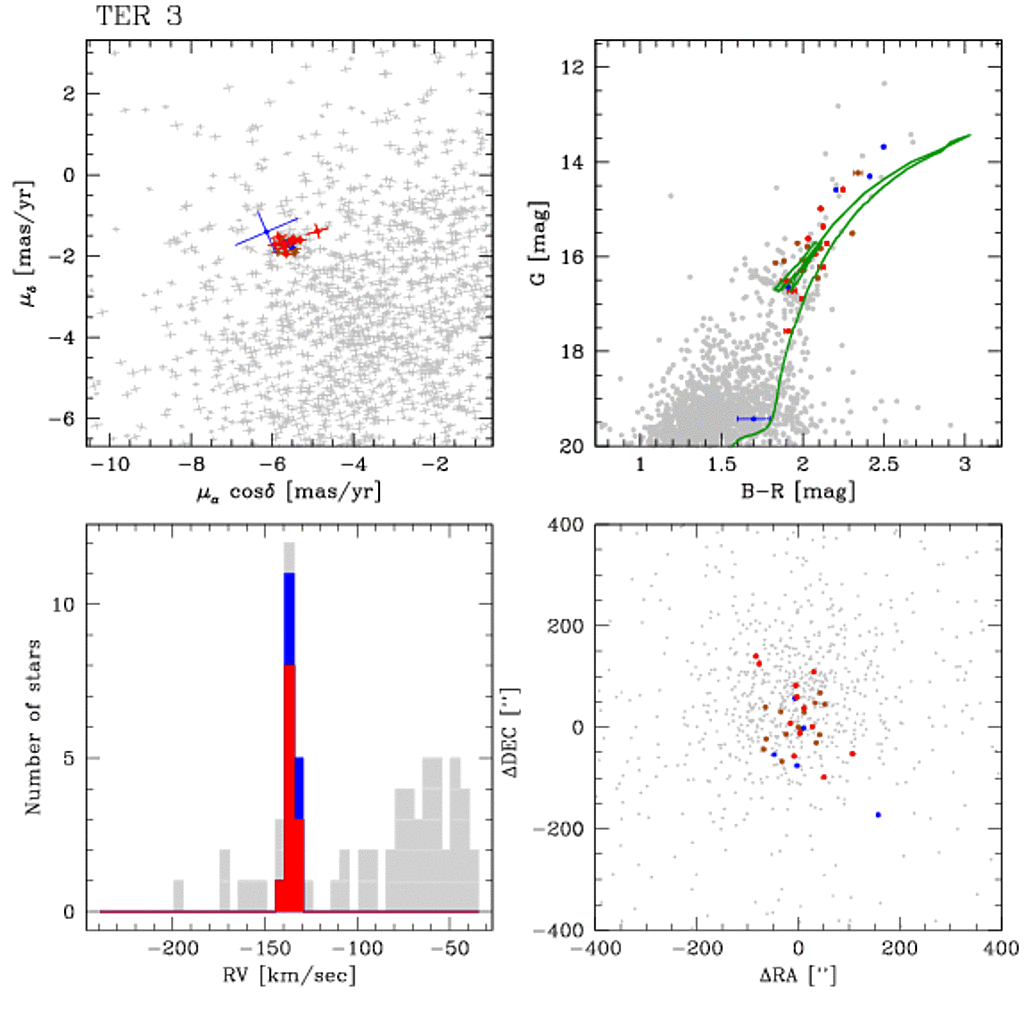 TER 3
2
0
−2
−4
−6
μδ [mas/yr]
−10 −8 −6 −4 −2
μα cosδ [mas/yr]
12
14
16
18
20
G [mag]
1 1.5 2 2.5 3
B−R [mag]
10
5
0
Number of stars
−200 −150 −100 −50
RV [km/sec]
400
200
0
−200
−400
ΔDEC [”]
−400 −200 0 200 400
ΔRA [”]